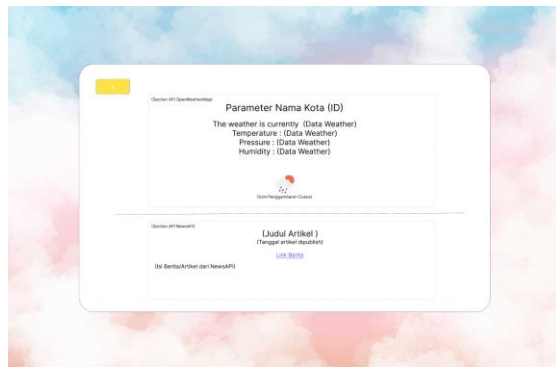 (Section API OpenWeatherMap)
Parameter Nama Kota (ID)
The weather is currently (Data Weather)
Temperature : (Data Weather)
Pressure : (Data Weather)
Humidity : (Data Weather)
(Icon Penggambaran Cuaca)
(Section API NewsAPI)
(Judul Artikel )
(Tanggal artikel dipublish)
Link Berita
(Isi Berita/Artikel dari NewsAPI)